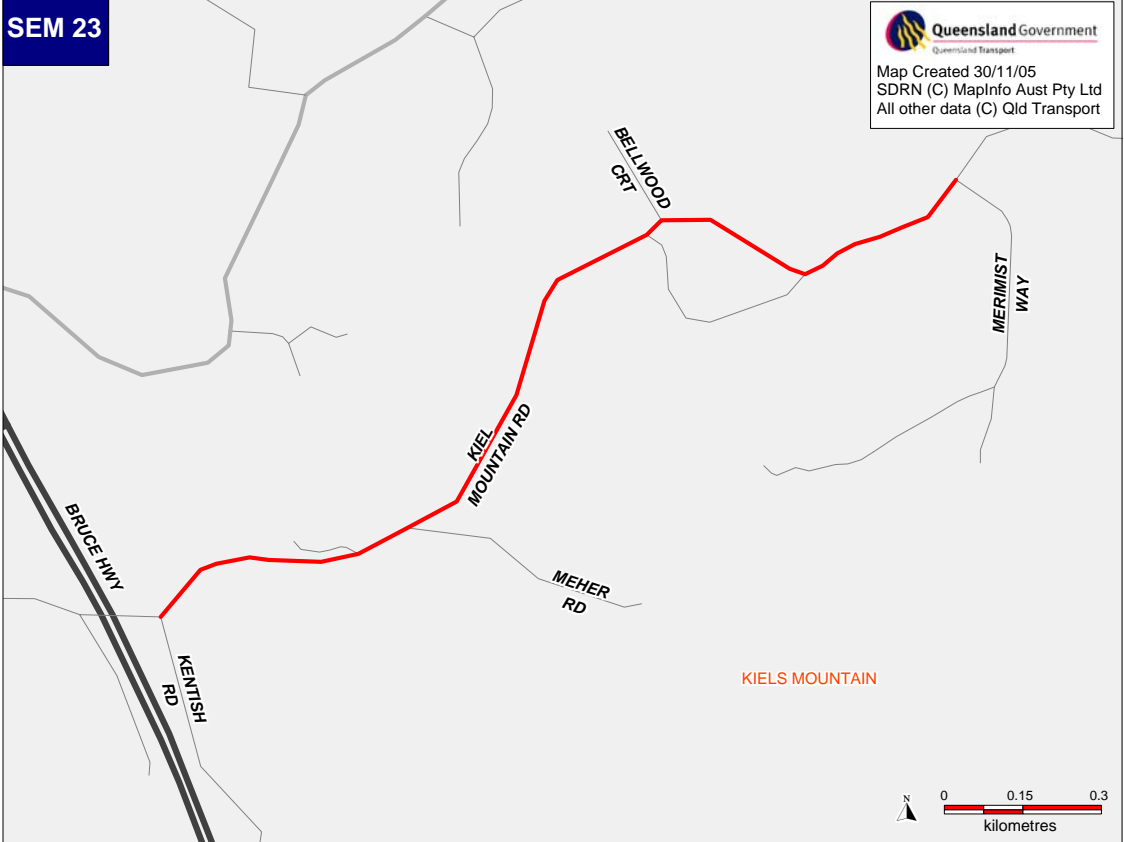 SEM 23
Queensland Government
Queensland Transport
Map Created 30/11/05
SDRN (C) MapInfo Aust Pty Ltd
All other data (C) Qld Transport
BELLWOOD
CRT
MERIMIST
WAY
KIEL
MOUNTAIN RD
BRUCE HWY
MEHER
RD
KENTISH
RD
KIELS MOUNTAIN
N
0 0.15 0.3
kilometres